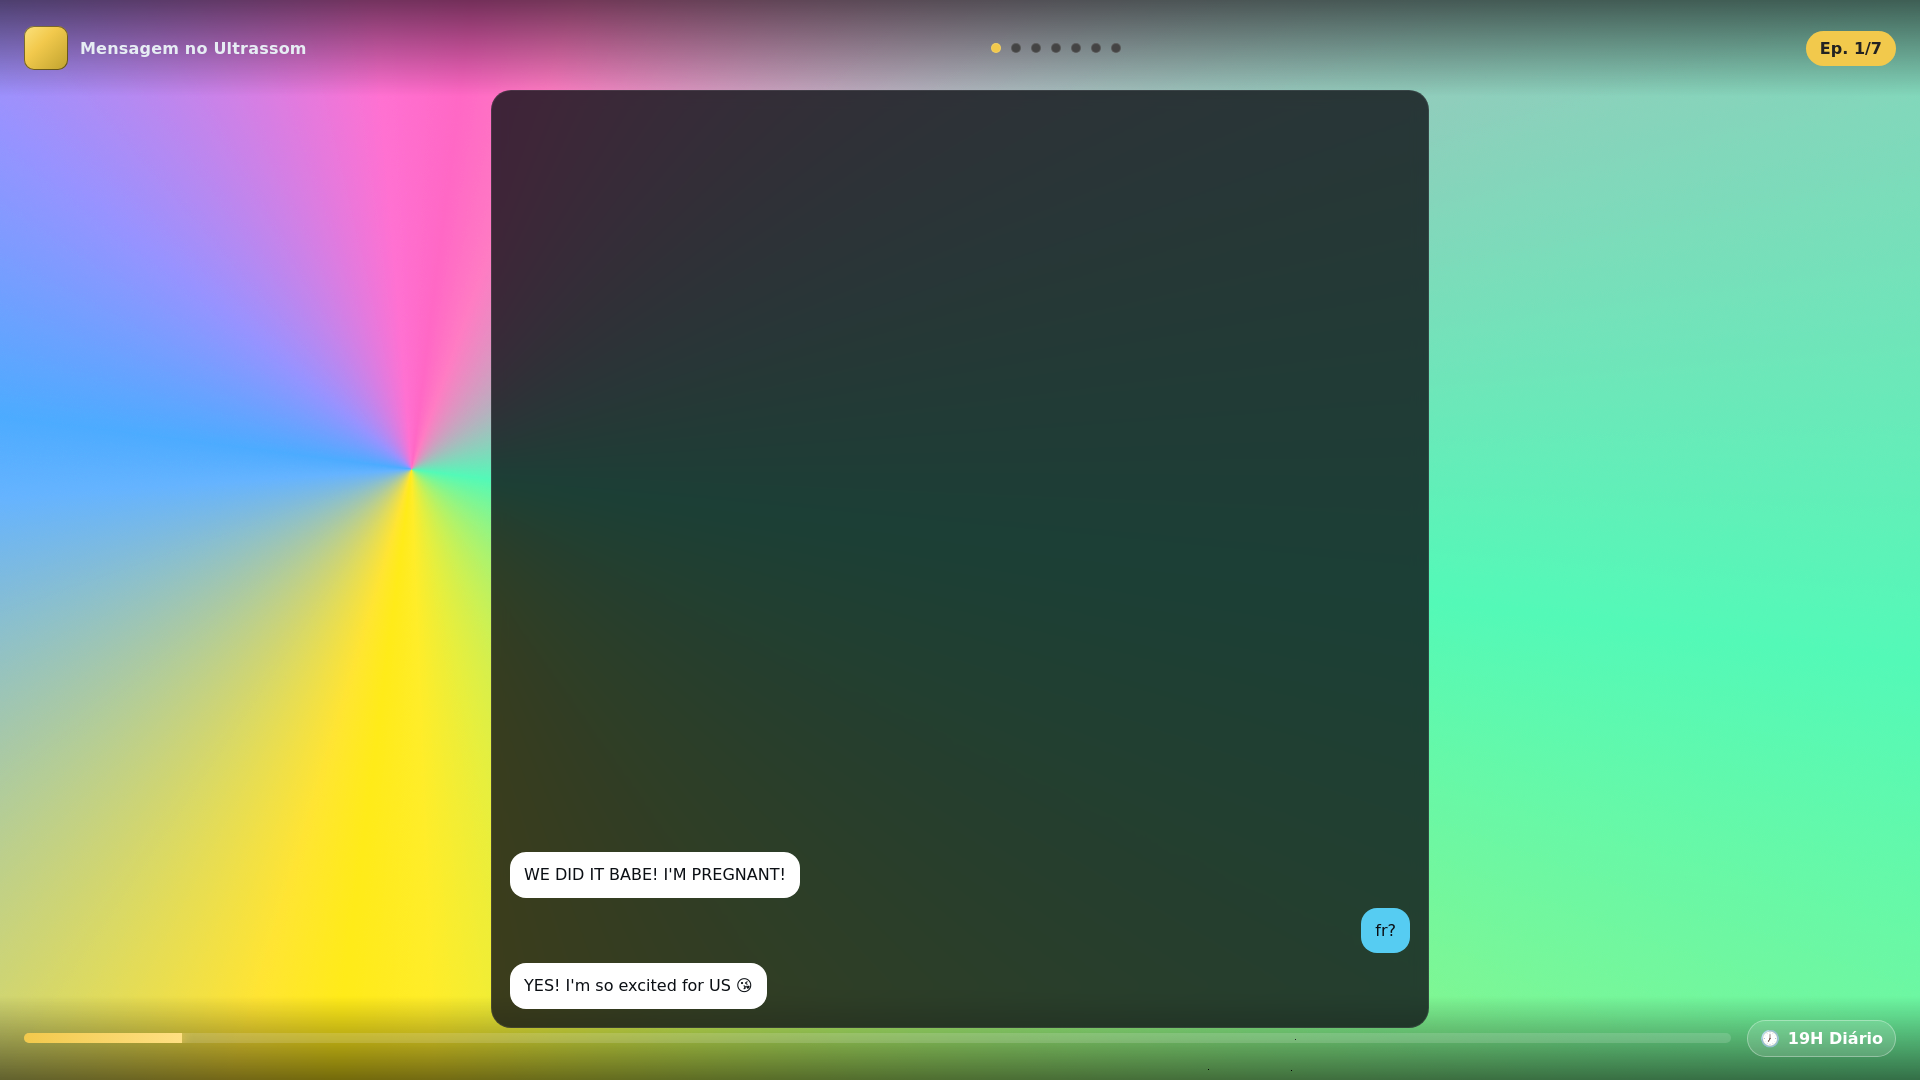 Mensagem no Ultrassom
Ep. 1/7
WE DID IT BABE! I'M PREGNANT!
fr?
YES! I'm so excited for US 😘
🕖 19H Diário